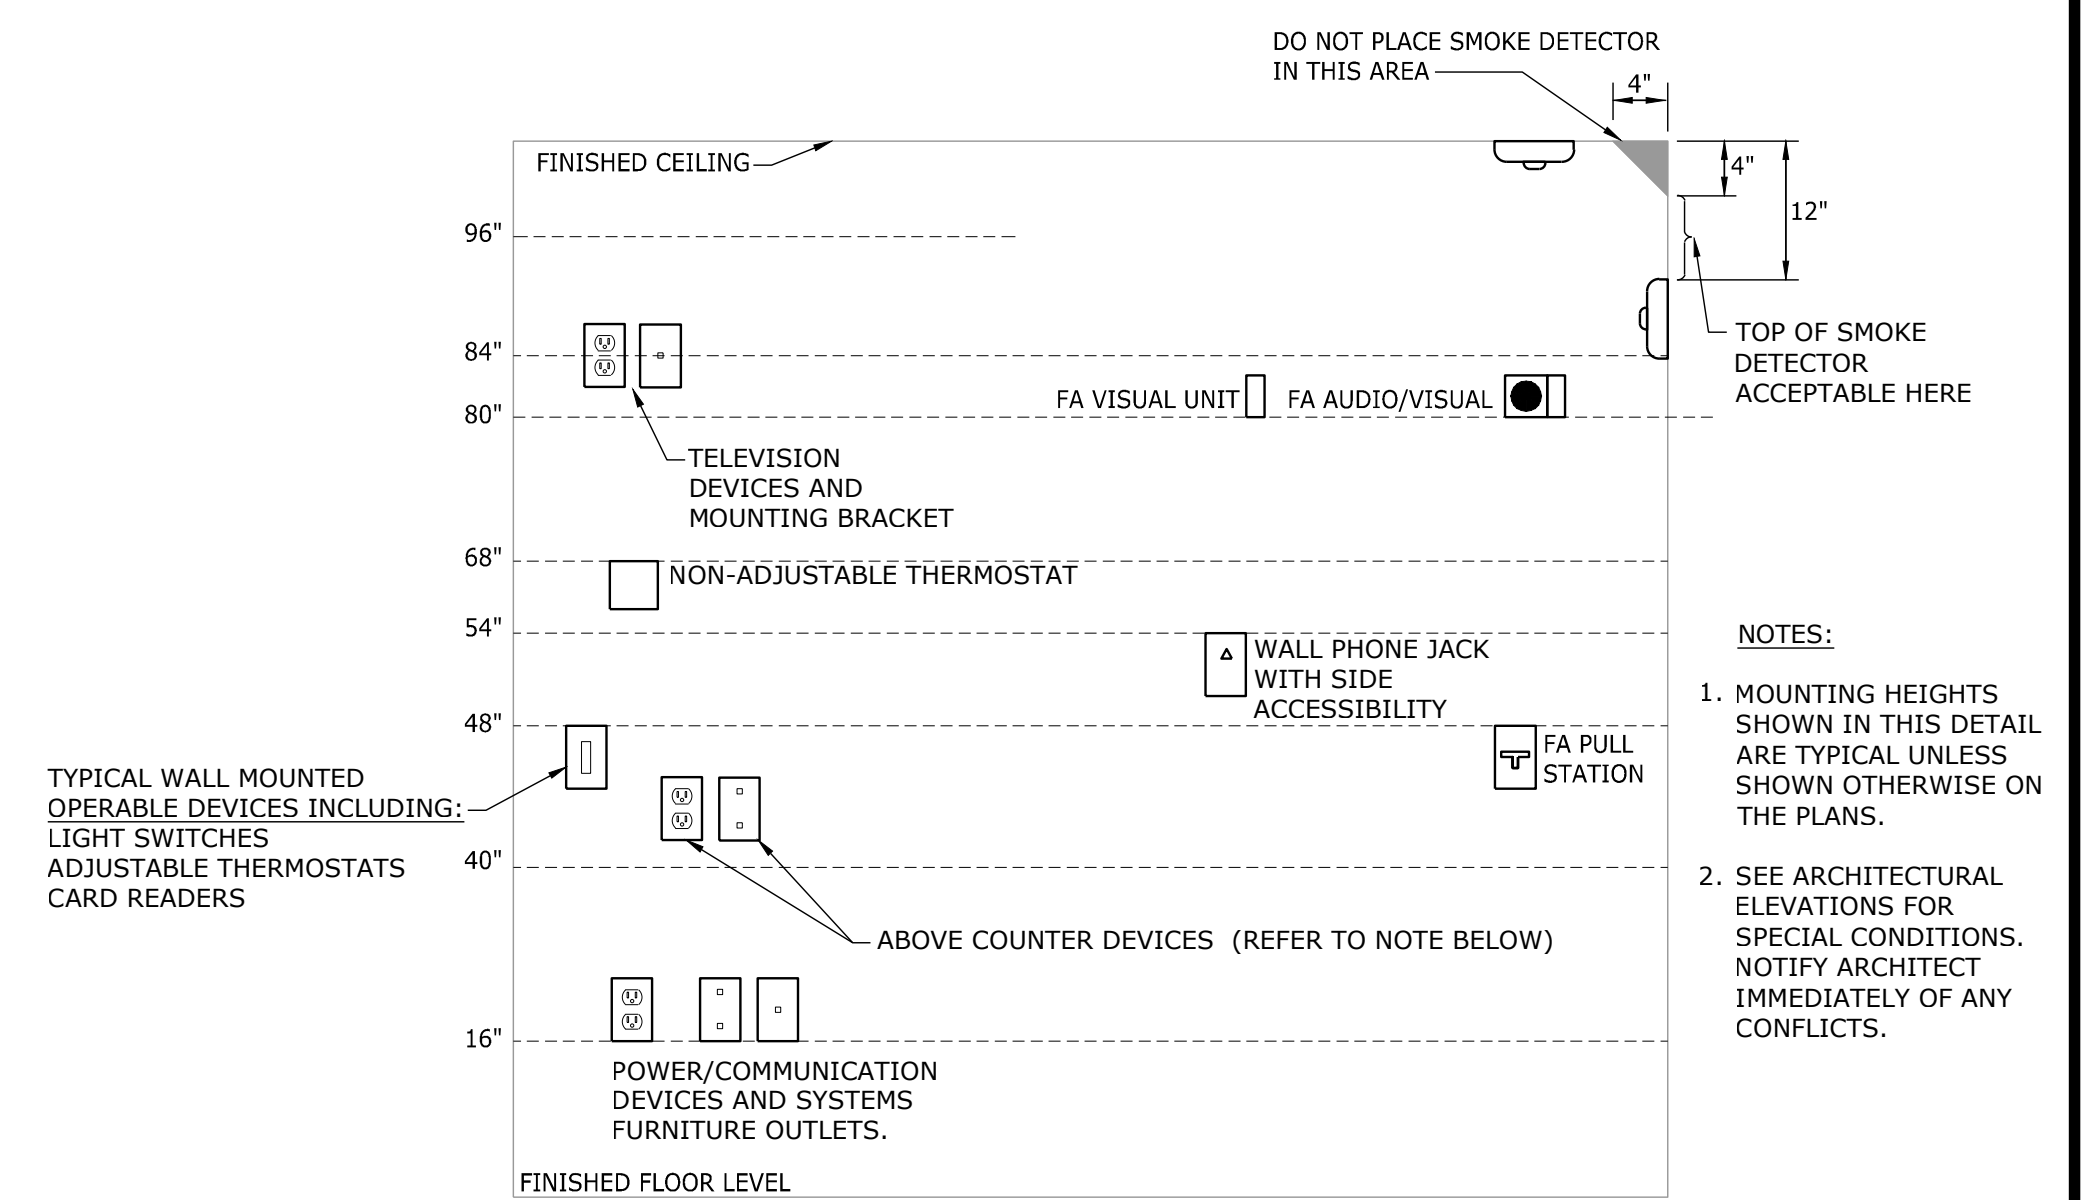 DO NOT PLACE SMOKE DETECTOR
IN THIS AREA
4"
FINISHED CEILING
4"
12"
96"
84"
TOP OF SMOKE
DETECTOR
ACCEPTABLE HERE
80"
FA VISUAL UNIT
FA AUDIO/VISUAL
TELEVISION
DEVICES AND
MOUNTING BRACKET
68"
NON-ADJUSTABLE THERMOSTAT
54"
WALL PHONE JACK
WITH SIDE
ACCESSIBILITY
48"
FA PULL
STATION
TYPICAL WALL MOUNTED
OPERABLE DEVICES INCLUDING:
LIGHT SWITCHES
ADJUSTABLE THERMOSTATS
CARD READERS
40"
ABOVE COUNTER DEVICES (REFER TO NOTE BELOW)
16"
POWER/COMMUNICATION
DEVICES AND SYSTEMS
FURNITURE OUTLETS.
FINISHED FLOOR LEVEL
NOTES:
1. MOUNTING HEIGHTS
SHOWN IN THIS DETAIL
ARE TYPICAL UNLESS
SHOWN OTHERWISE ON
THE PLANS.
2. SEE ARCHITECTURAL
ELEVATIONS FOR
SPECIAL CONDITIONS.
NOTIFY ARCHITECT
IMMEDIATELY OF ANY
CONFLICTS.